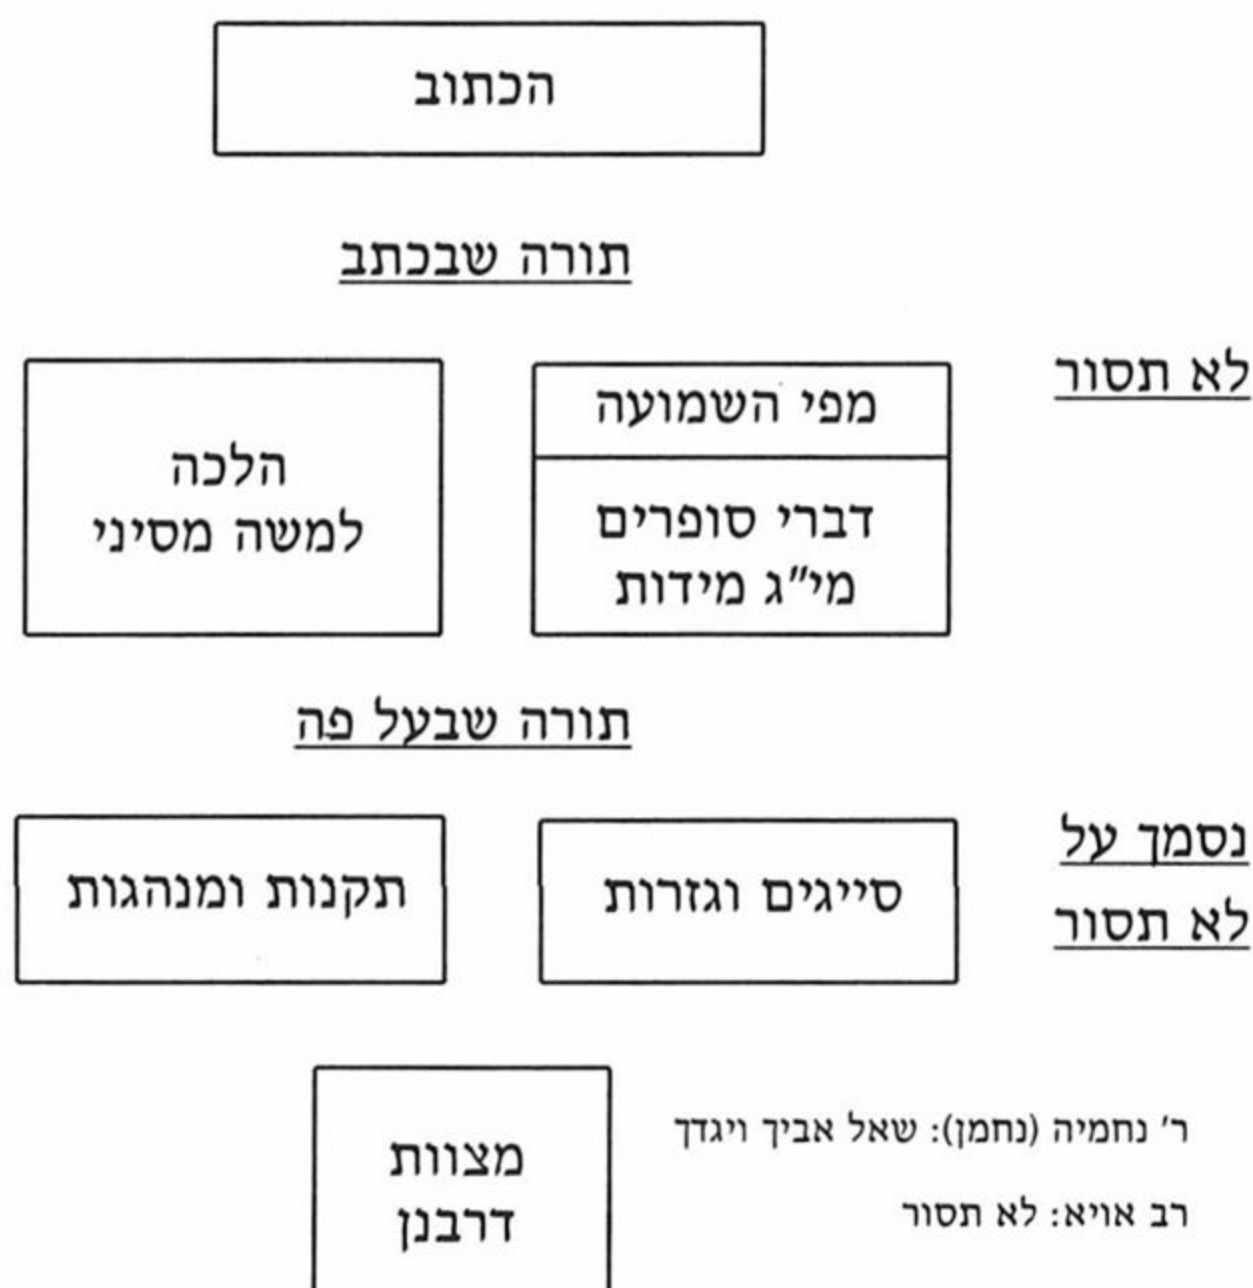 הכתוב
תורה שבכתב
לא תסור
מפי השמועה
דברי סופרים
מי"ג מידות
הלכה
למשה מסיני
תורה שבעל פה
נסמך על
לא תסור
סייגים וגזרות
תקנות ומנהגות
ר' נחמיה (נחמן): שאל אביך ויגדך
רב אויא: לא תסור
מצוות
דרבנן